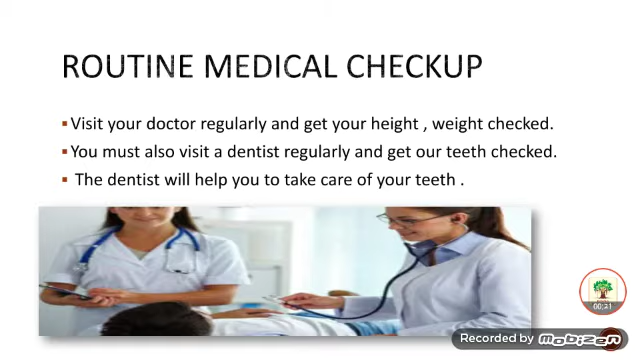 ROUTINE MEDICAL CHECKUP
▪Visit your doctor regularly and get your height , weight checked.
▪You must also visit a dentist regularly and get our teeth checked.
▪ The dentist will help you to take care of your teeth .
00:21
Recorded by MOBIZEN